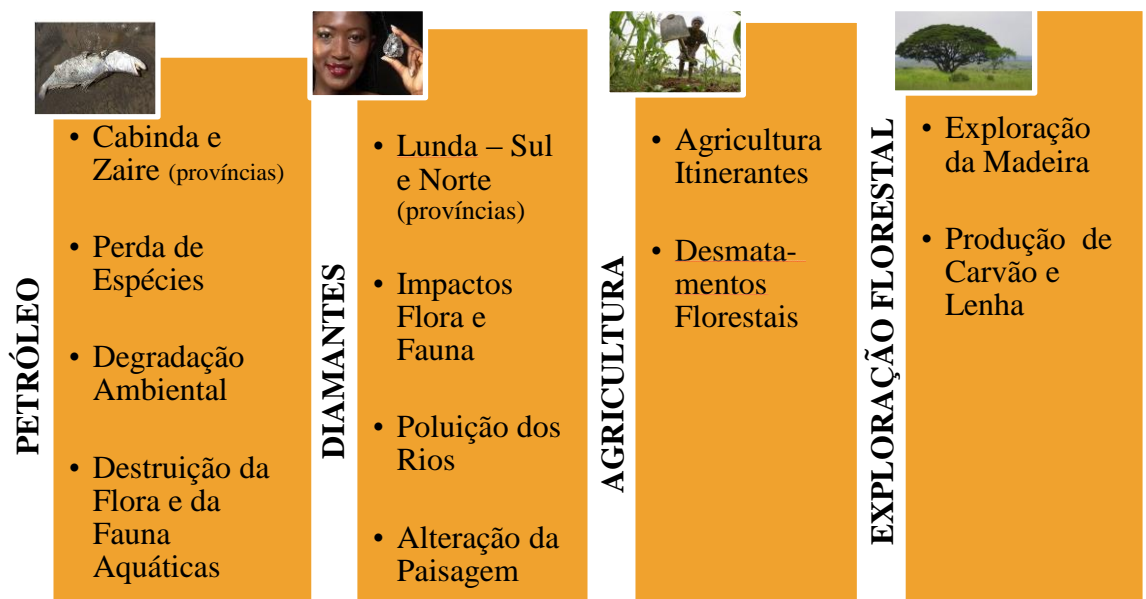 PETRÓLEO
• Cabinda e
Zaire (províncias)
• Perda de
Espécies
• Degradação
Ambiental
• Destruição da
Flora e da
Fauna
Aquáticas
DIAMANTES
• Lunda – Sul
e Norte
(províncias)
• Impactos
Flora e
Fauna
• Poluição dos
Rios
• Alteração da
Paisagem
AGRICULTURA
• Agricultura
Itinerantes
• Desmata-
mentos
Florestais
EXPLORAÇÃO FLORESTAL
• Exploração
da Madeira
• Produção de
Carvão e
Lenha